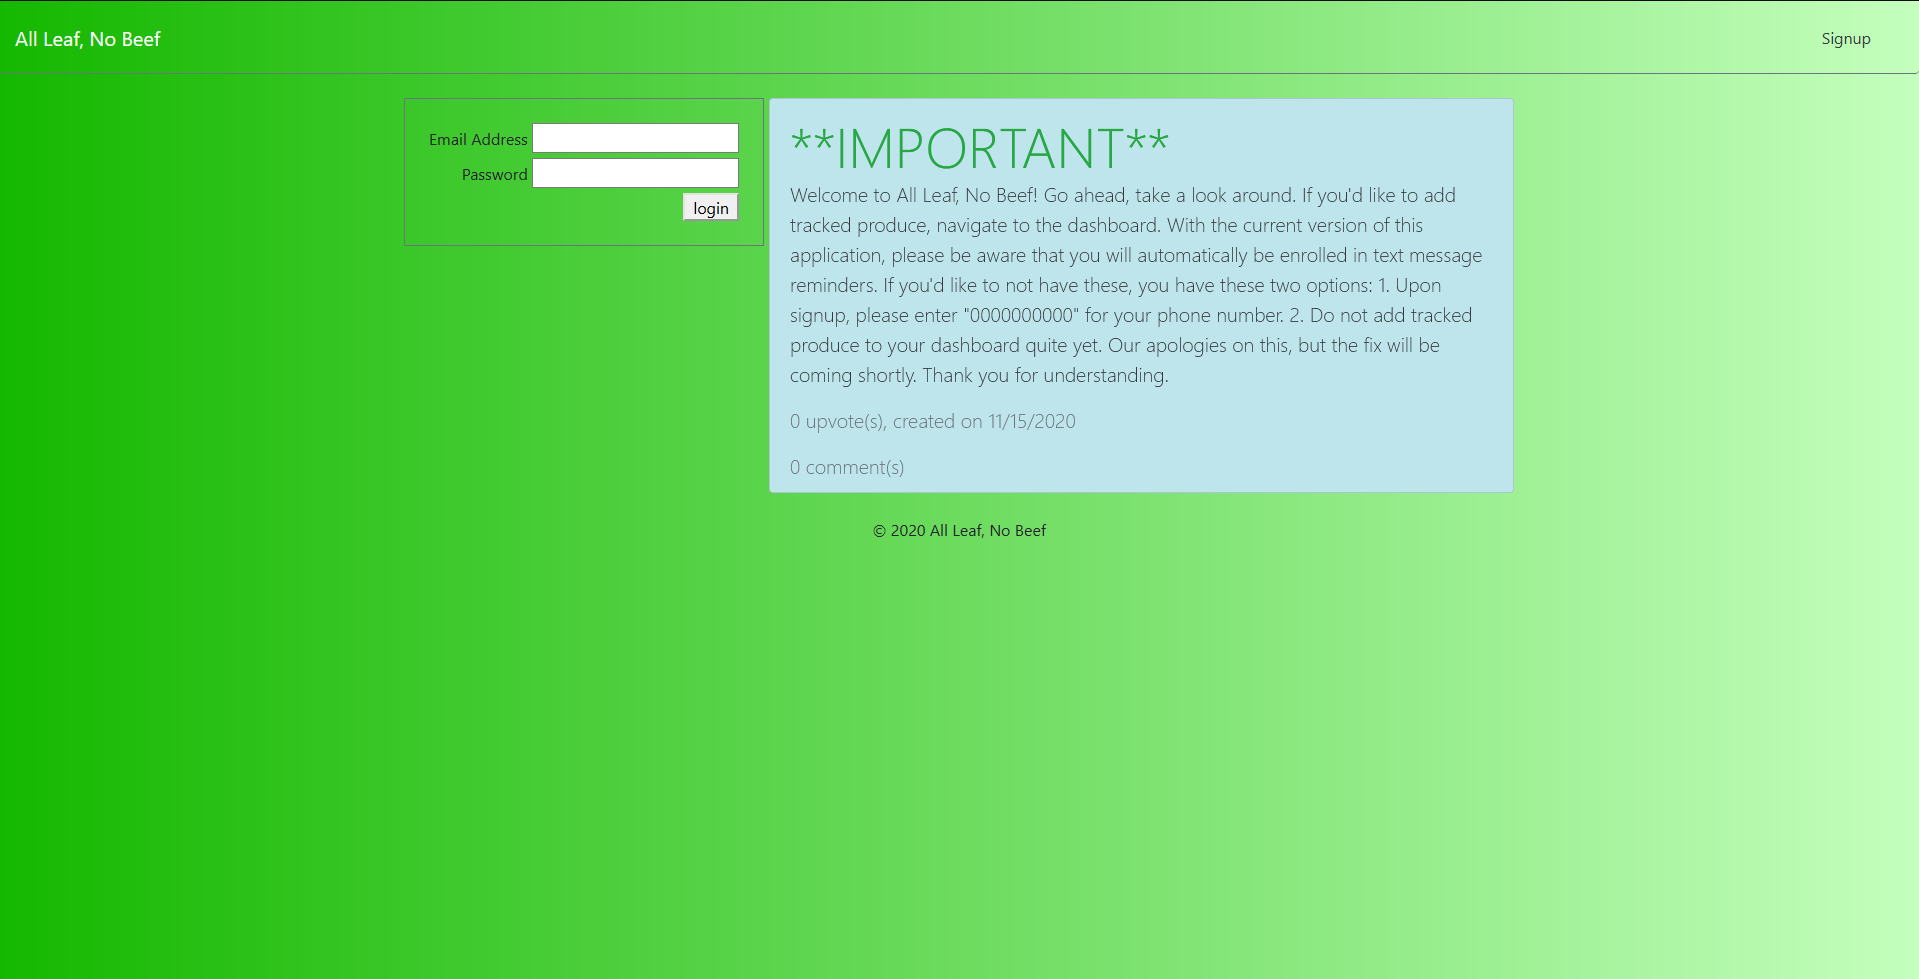 All Leaf, No Beef
Signup
Email Address
Password
login
**IMPORTANT**
Welcome to All Leaf, No Beef! Go ahead, take a look around. If you'd like to add
tracked produce, navigate to the dashboard. With the current version of this
application, please be aware that you will automatically be enrolled in text message
reminders. If you'd like to not have these, you have these two options: 1. Upon
signup, please enter "0000000000" for your phone number. 2. Do not add tracked
produce to your dashboard quite yet. Our apologies on this, but the fix will be
coming shortly. Thank you for understanding.
0 upvote(s), created on 11/15/2020
0 comment(s)
© 2020 All Leaf, No Beef